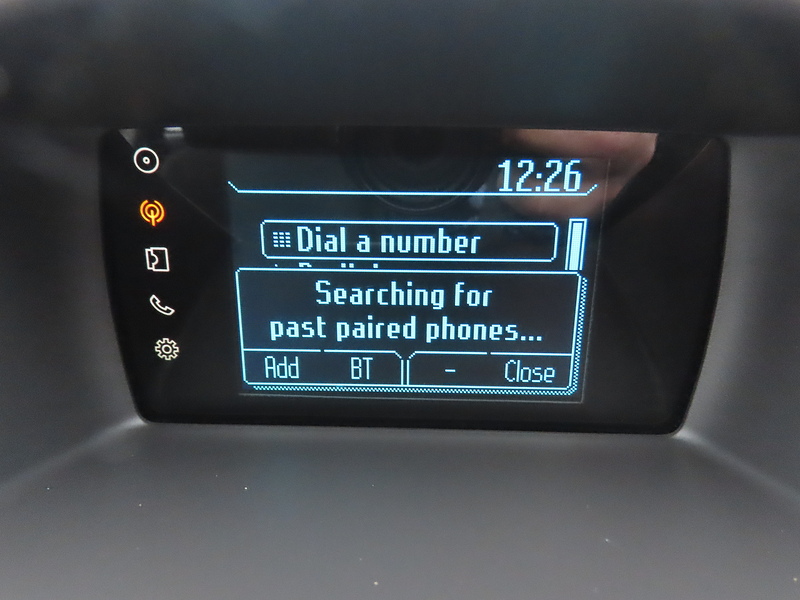 12:26
Dial a number
Searching for
past paired phones...
Add BT - Close